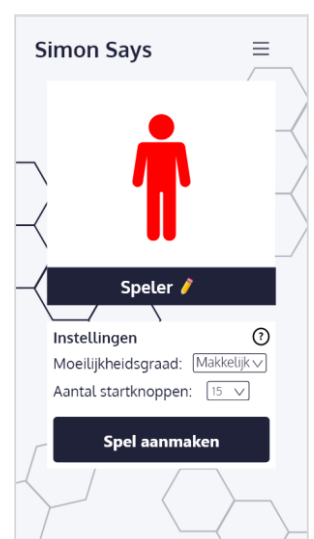 Simon Says
Speler
Instellingen
?
Moeilijkheidsgraad: Makkelijk
Aantal startknoppen: 15
Spel aanmaken